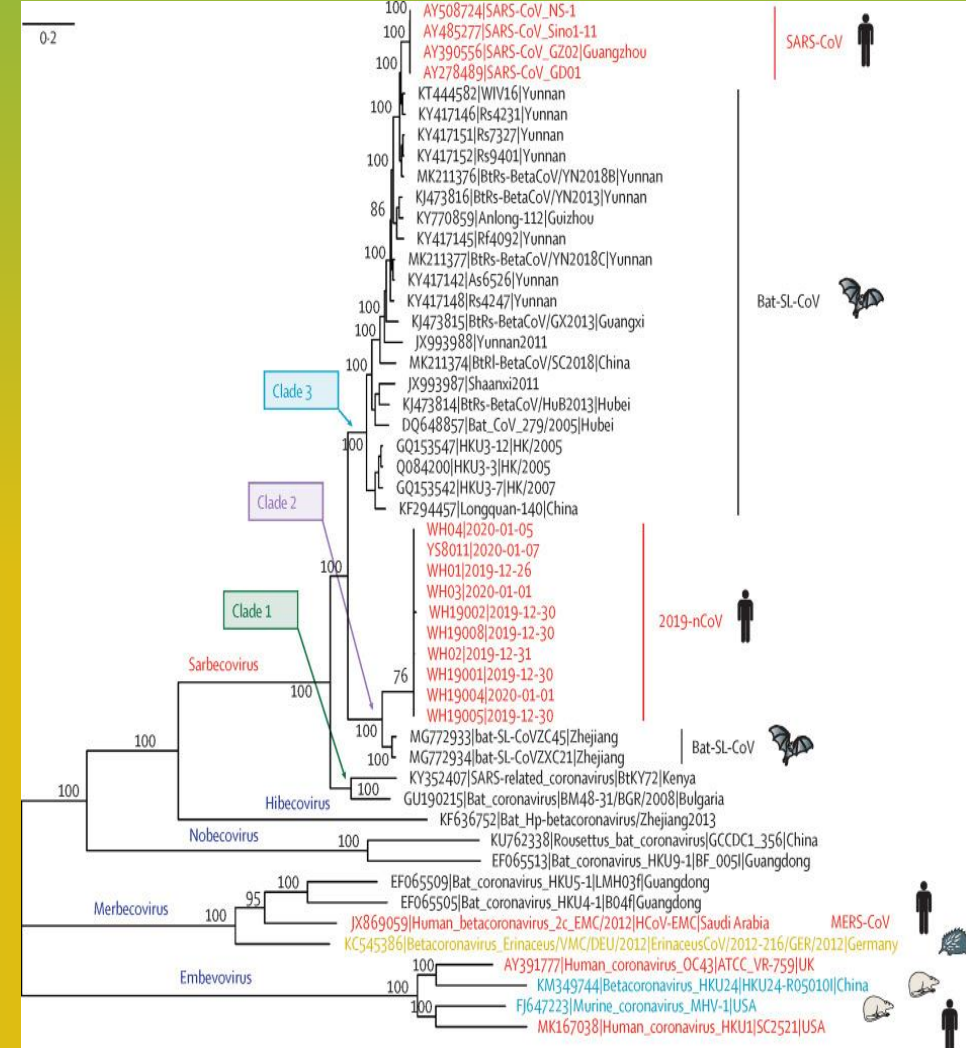 0-2
100
AY508724|SARS-CoV_NS-1
100
AY485277|SARS-CoV_Sino1-11
SARS-CoV
AY390556|SARS-CoV_GZ02|Guangzhou
100
AY278489|SARS-CoV_GD01
KT444582|WIV16|Yunnan
100
KY417146|Rs4231|Yunnan
KY417151|Rs7327|Yunnan
100
KY417152|Rs9401|Yunnan
MK211376|BtRs-BetaCoV/YN2018B|Yunnan
KJ473816|BtRs-BetaCoV/YN2013|Yunnan
86
KY770859|Anlong-112|Guizhou
KY417145|Rf4092|Yunnan
100
MK211377|BtRs-BetaCoV/YN2018C|Yunnan
KY417142|As6526|Yunnan
KY417148|Rs4247|Yunnan
Bat-SL-CoV
100
KJ473815|BtRs-BetaCoV/GX2013|Guangxi
100
JX993988|Yunnan2011
100
MK211374|BtRl-BetaCoV/SC2018|China
JX993987|Shaanxi2011
Clade 3
KJ473814|BtRs-BetaCoV/HuB2013|Hubei
DQ648857|Bat_CoV_279/2005|Hubei
100
GQ153547|HKU3-12|HK/2005
Q084200|HKU3-3|HK/2005
GQ153542|HKU3-7|HK/2007
Clade 2
KF294457|Longquan-140|China
WH04|2020-01-05
YS8011|2020-01-07
100
WH01|2019-12-26
WH03|2020-01-01
Clade 1
WH19002|2019-12-30
2019-nCoV
WH19008|2019-12-30
WH02|2019-12-31
Sarbecovirus
76
WH19001|2019-12-30
100
WH19004|2020-01-01
WH19005|2019-12-30
100
MG772933|bat-SL-CoVZC45|Zhejiang
Bat-SL-CoV
100
100
MG772934|bat-SL-CoVZXC21|Zhejiang
KY352407|SARS-related_coronavirus|BtKY72|Kenya
100
100
GU190215|Bat_coronavirus|BM48-31/BGR/2008|Bulgaria
Hibecovirus
KF636752|Bat_Hp-betacoronavirus/Zhejiang2013
Nobecovirus
100
KU762338|Rousettus_bat_coronavirus|GCCDC1_356|China
EF065513|Bat_coronavirus_HKU9-1|BF_005I|Guangdong
100
EF065509|Bat_coronavirus_HKU5-1|LMH03f|Guangdong
95
EF065505|Bat_coronavirus_HKU4-1|B04f|Guangdong
Merbecovirus
100
JX869059|Human_betacoronavirus_2c_EMC/2012|HCoV-EMC|Saudi Arabia
MERS-CoV
KC545386|Betacoronavirus_Erinaceus/VMC/DEU/2012|ErinaceusCoV/2012-216/GER/2012|Germany
Embevovirus
100
AY391777|Human_coronavirus_OC43|ATCC_VR-759|UK
100
KM349744|Betacoronavirus_HKU24|HKU24-R05010I|China
100
FJ647223|Murine_coronavirus_MHV-1|USA
MK167038|Human_coronavirus_HKU1|SC2521|USA